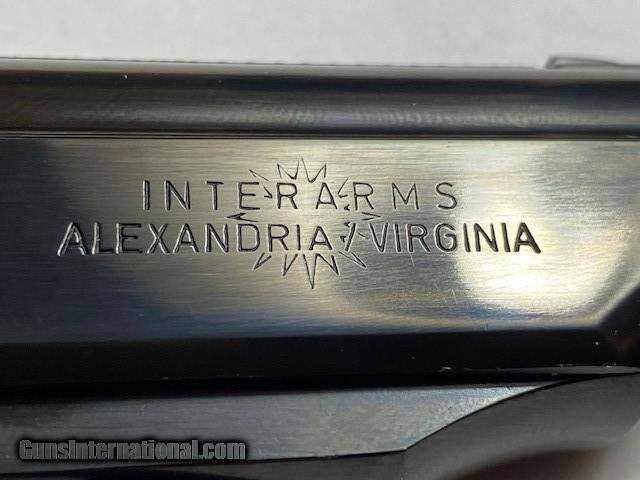 INTERARMS
ALEXANDRIA / VIRGINIA
GunsInternational.com